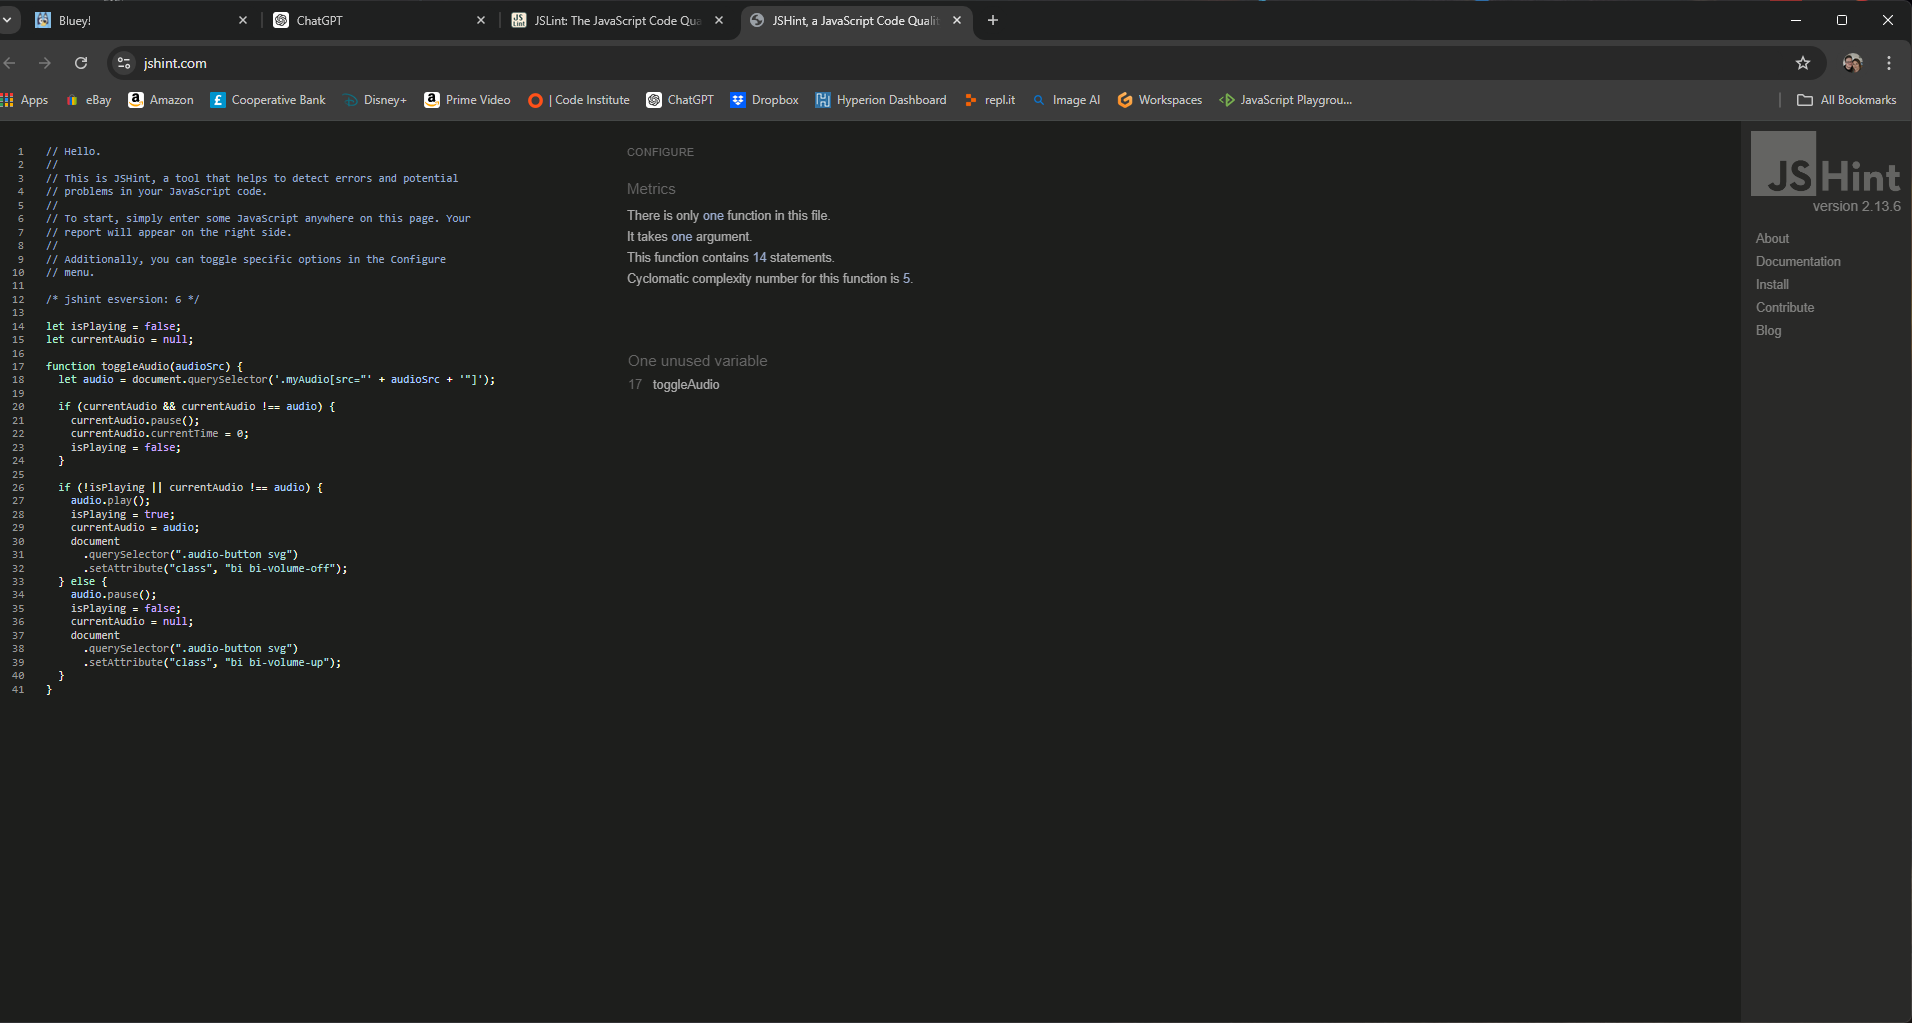 Bluey!
ChatGPT
JSLint: The JavaScript Code Qua
JSHint, a JavaScript Code Qualit
jshint.com
Apps
eBay
Amazon
Cooperative Bank
Disney+
Prime Video
| Code Institute
ChatGPT
Dropbox
Hyperion Dashboard
repl.it
Image AI
Workspaces
JavaScript Playgrou...
All Bookmarks
1 // Hello.
2 //
3 // This is JSHint, a tool that helps to detect errors and potential
4 // problems in your JavaScript code.
5 //
6 // To start, simply enter some JavaScript anywhere on this page. Your
7 // report will appear on the right side.
8 //
9 // Additionally, you can toggle specific options in the Configure
10 // menu.
11
12 /* jshint esversion: 6 */
13
14 let isPlaying = false;
15 let currentAudio = null;
16
17 function toggleAudio(audioSrc) {
18 let audio = document.querySelector('.myAudio[src="' + audioSrc + '"]');
19
20 if (currentAudio && currentAudio !== audio) {
21 currentAudio.pause();
22 currentAudio.currentTime = 0;
23 isPlaying = false;
24 }
25
26 if (!isPlaying || currentAudio !== audio) {
27 audio.play();
28 isPlaying = true;
29 currentAudio = audio;
30 document
31 .querySelector(".audio-button svg")
32 .setAttribute("class", "bi bi-volume-off");
33 } else {
34 audio.pause();
35 isPlaying = false;
36 currentAudio = null;
37 document
38 .querySelector(".audio-button svg")
39 .setAttribute("class", "bi bi-volume-up");
40 }
41 }
CONFIGURE
Metrics
There is only one function in this file.
It takes one argument.
This function contains 14 statements.
Cyclomatic complexity number for this function is 5.
One unused variable
17 toggleAudio
JSHint
version 2.13.6
About
Documentation
Install
Contribute
Blog